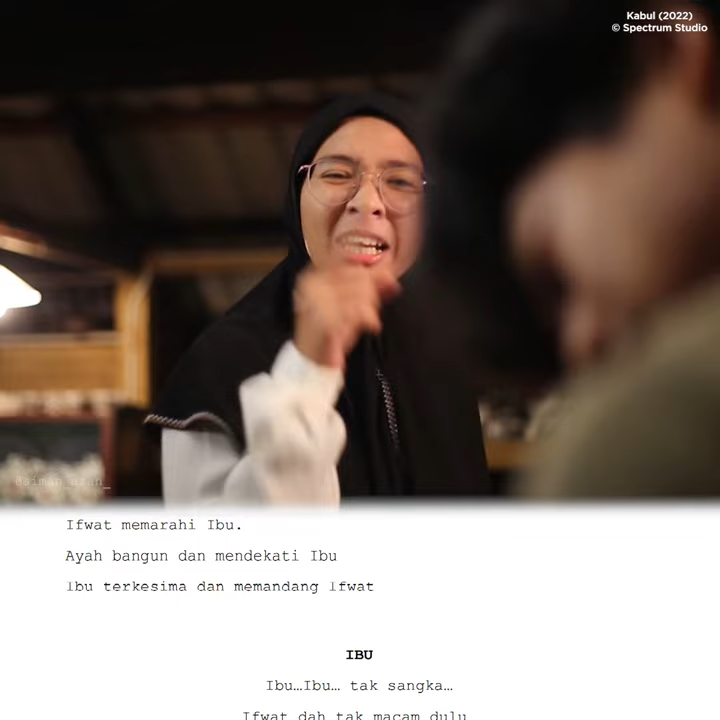 Kabul (2022)
© Spectrum Studio
@aiman_azan_
Ifwat memarahi Ibu.
Ayah bangun dan mendekati Ibu
Ibu terkesima dan memandang Ifwat
IBU
Ibu…Ibu… tak sangka…
Ifwat dah tak macam dulu